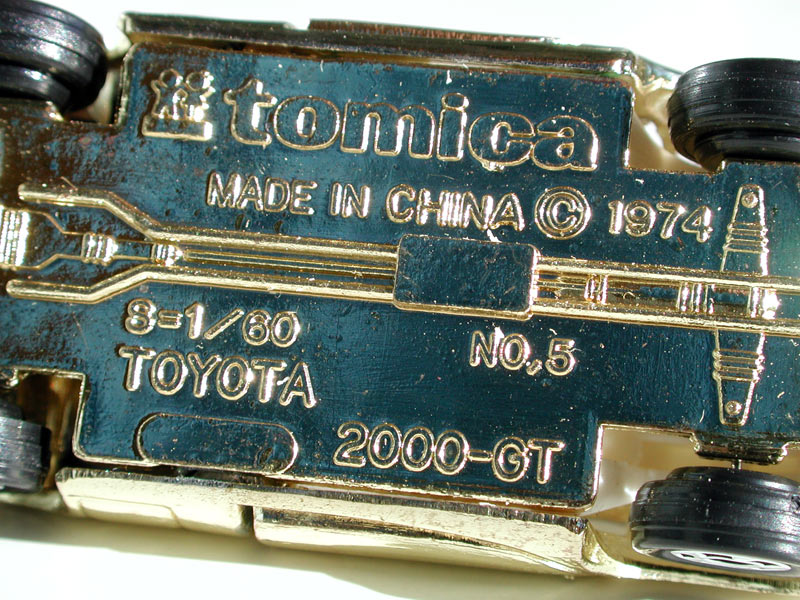 tomica
MADE IN CHINA © 1974
S=1/60
NO.5
TOYOTA
2000-GT